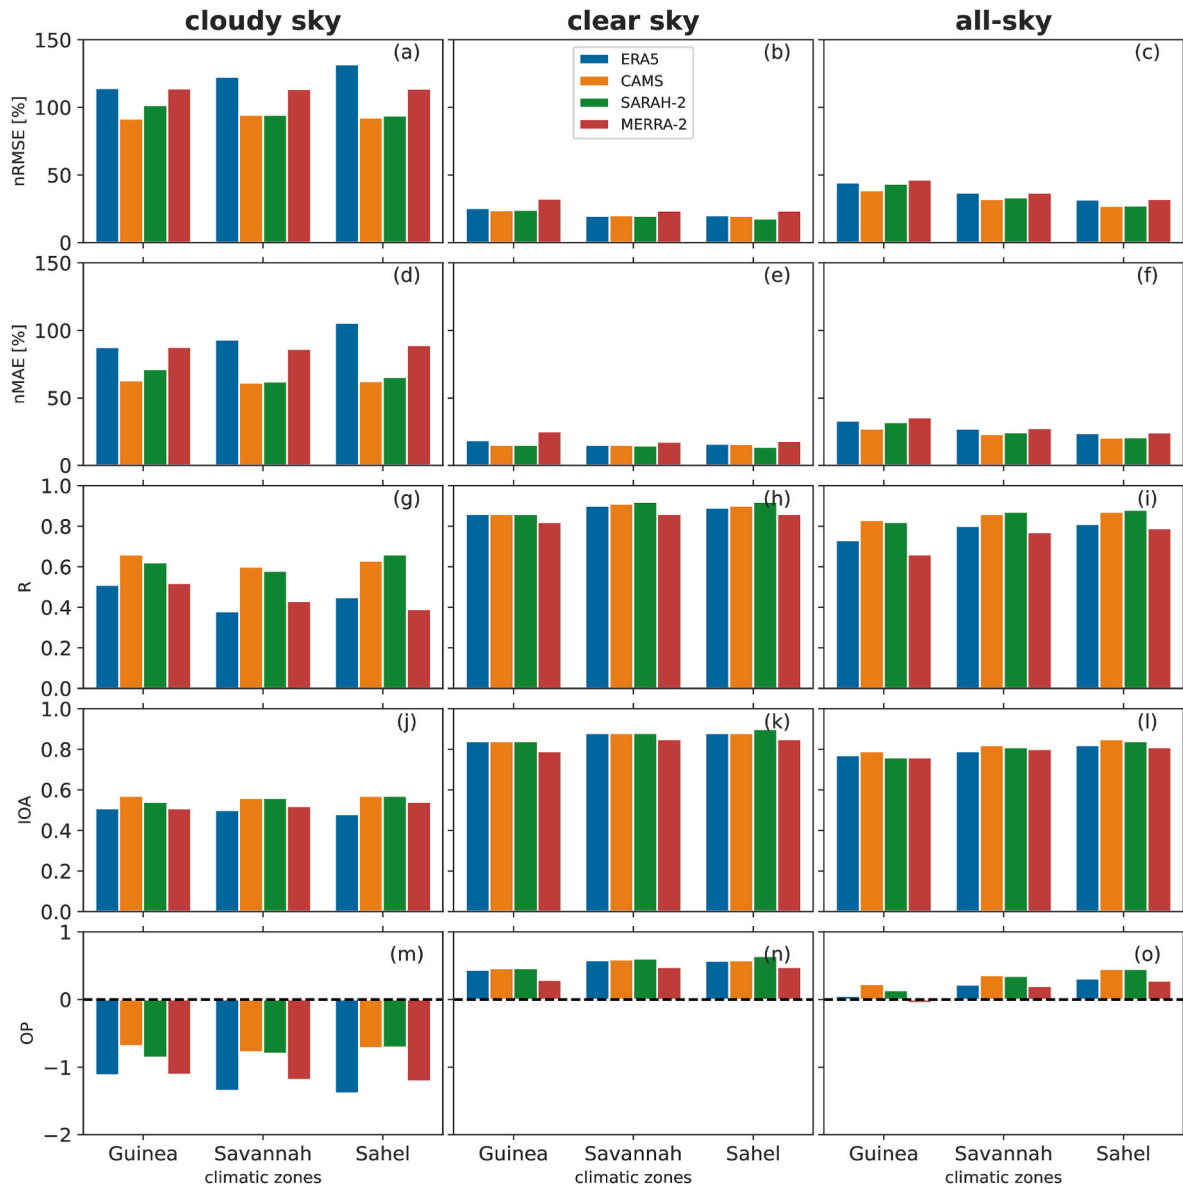 cloudy sky
clear sky
all-sky
150
100
50
0
nRMSE [%]
(a)
(b)
(c)
ERA5
CAMS
SARAH-2
MERRA-2
150
100
50
0
nMAE [%]
(d)
(e)
(f)
1.0
0.8
0.6
0.4
0.2
0.0
R
(g)
(h)
(i)
1.0
0.8
0.6
0.4
0.2
0.0
IOA
(j)
(k)
(l)
1
0
−1
−2
OP
(m)
(n)
(o)
Guinea Savannah Sahel
climatic zones
Guinea Savannah Sahel
climatic zones
Guinea Savannah Sahel
climatic zones